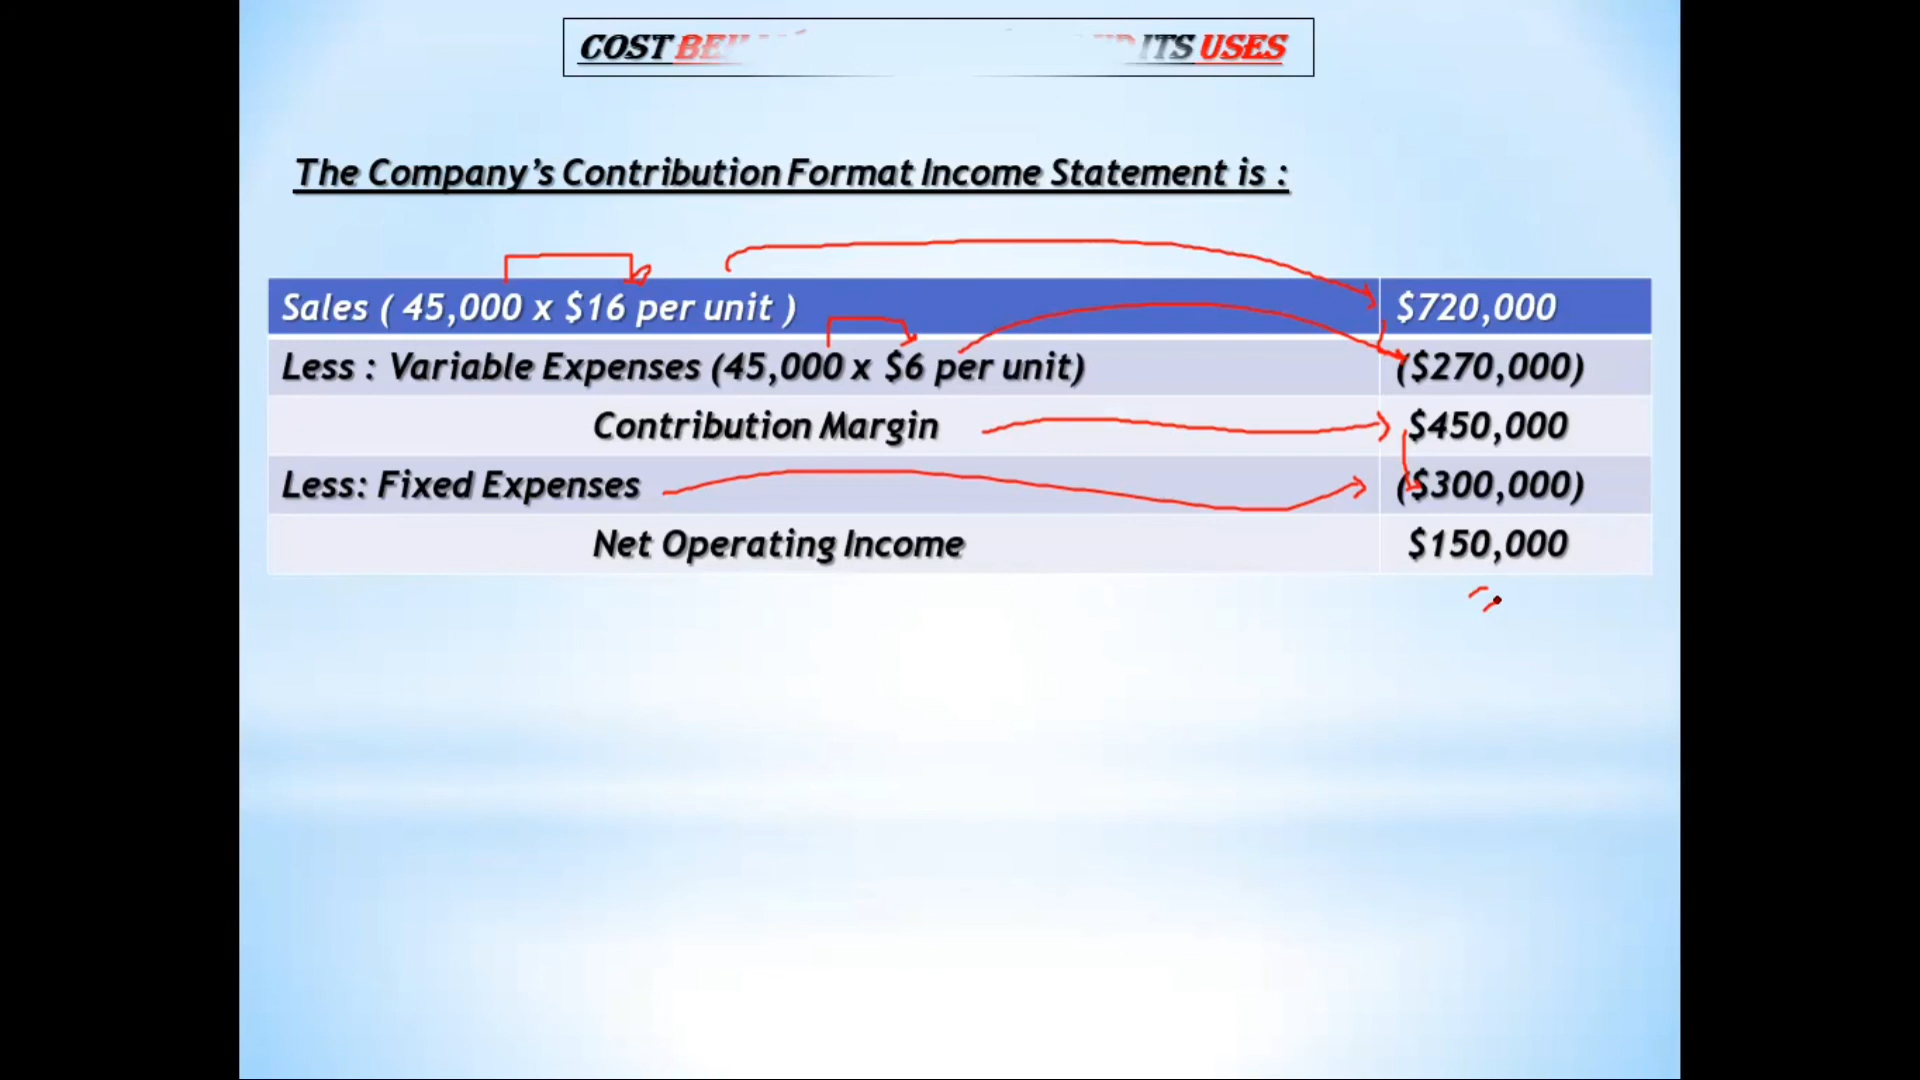 COST ITS USES
The Company's Contribution Format Income Statement is :
Sales ( 45,000 x $16 per unit ) $720,000
Less : Variable Expenses (45,000 x $6 per unit) ($270,000)
Contribution Margin $450,000
Less: Fixed Expenses ($300,000)
Net Operating Income $150,000